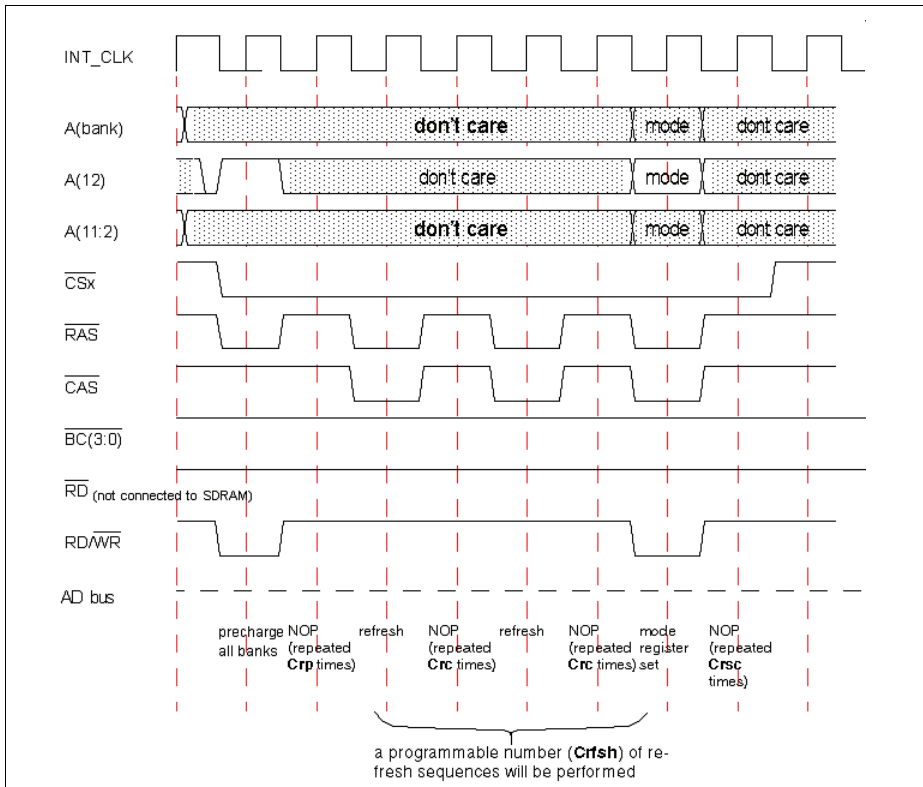 INT_CLK
A(bank) don't care mode dont care
A(12) don't care mode dont care
A(11:2) don't care mode dont care
CSx
RAS
CAS
BC(3:0)
RD (not connected to SDRAM)
RD/WR
AD bus
precharge all banks
NOP (repeated Crp times)
refresh
NOP (repeated Crc times)
refresh
NOP (repeated Crc times)
mode register set
NOP (repeated Crsc times)
a programmable number (Crfsh) of re-
fresh sequences will be performed